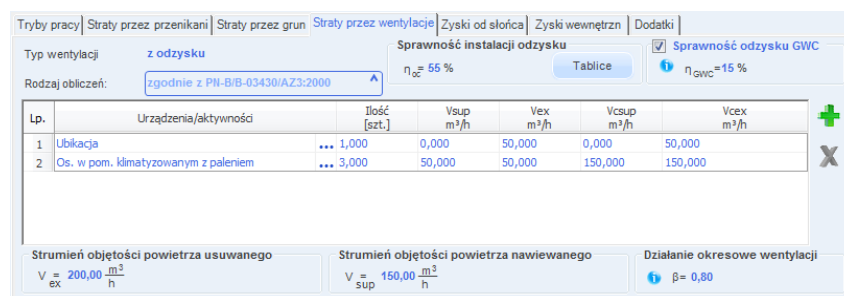 Tryby pracy Straty przez przenikani Straty przez grun Straty przez wentylacje Zyski od słońca Zyski wewnętrzn Dodatki
Typ wentylacji z odzysku
Sprawność instalacji odzysku
η oc = 55 % Tablice
Sprawność odzysku GWC
η GWC =15 %
Rodzaj obliczeń: zgodnie z PN-B/B-03430/AZ3:2000
Lp. Urządzenia/aktywności Ilość [szt.] Vsup m³/h Vex m³/h Vcsup m³/h Vcex m³/h
1 Ubikacja ... 1,000 0,000 50,000 0,000 50,000
2 Os. w pom. klimatyzowanym z paleniem ... 3,000 50,000 50,000 150,000 150,000
Strumień objętości powietrza usuwanego
V ex = 200,00 m³/h
Strumień objętości powietrza nawiewanego
V sup = 150,00 m³/h
Działanie okresowe wentylacji
β= 0,80